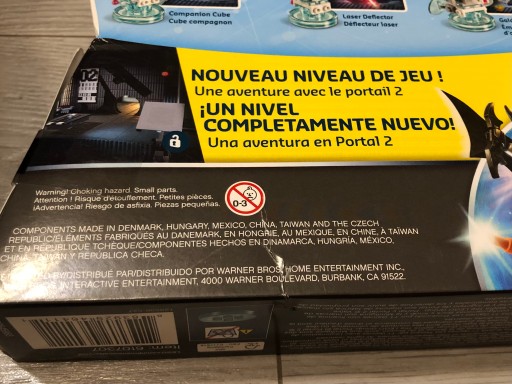 Companion Cube
Cube compagnon
Laser Deflector
Déflecteur laser
02
NOUVEAU NIVEAU DE JEU !
Une aventure avec le portail 2
¡UN NIVEL
COMPLETAMENTE NUEVO!
Una aventura en Portal 2
Warning! Choking hazard. Small parts.
Attention ! Risque d'étouffement. Petites pièces.
¡Advertencia! Riesgo de asfixia. Piezas pequeñas.
0-3
COMPONENTS MADE IN DENMARK, HUNGARY, MEXICO, CHINA, TAIWAN AND THE CZECH
REPUBLIC/ÉLÉMENTS FABRIQUÉS AU DANEMARK, EN HONGRIE, AU MEXIQUE, EN CHINE, À TAÏWAN
ET EN RÉPUBLIQUE TCHÈQUE/COMPONENTES HECHOS EN DINAMARCA, HUNGRÍA, MÉXICO,
CHINA, TAIWÁN Y REPÚBLICA CHECA.
DISTRIBUÉ PAR/DISTRIBUIDO POR WARNER BROS. HOME ENTERTAINMENT INC.,
INTERACTIVE ENTERTAINMENT, 4000 WARNER BOULEVARD, BURBANK, CA 91522.
Item: 6107307